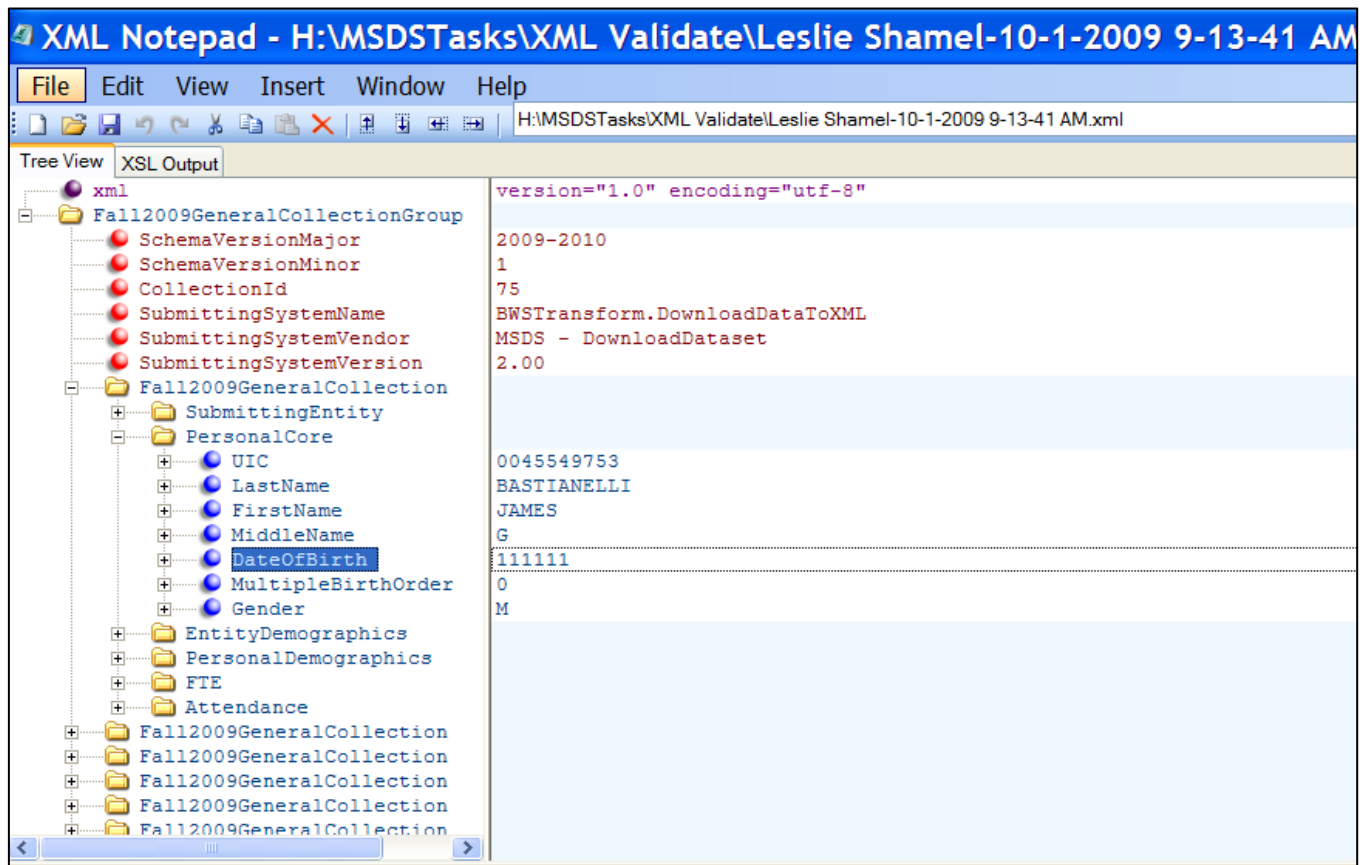 XML Notepad - H:\MSDSTasks\XML Validate\Leslie Shamel-10-1-2009 9-13-41 AM
File Edit View Insert Window Help
H:\MSDSTasks\XML Validate\Leslie Shamel-10-1-2009 9-13-41 AM.xml
Tree View XSL Output
xml version="1.0" encoding="utf-8"
Fall2009GeneralCollectionGroup
SchemaVersionMajor 2009-2010
SchemaVersionMinor 1
CollectionId 75
SubmittingSystemName BWSTransform.DownloadDataToXML
SubmittingSystemVendor MSDS - DownloadDataset
SubmittingSystemVersion 2.00
Fall2009GeneralCollection
SubmittingEntity
PersonalCore
UIC 0045549753
LastName BASTIANELLI
FirstName JAMES
MiddleName G
DateOfBirth 111111
MultipleBirthOrder 0
Gender M
EntityDemographics
PersonalDemographics
FTE
Attendance
Fall2009GeneralCollection
Fall2009GeneralCollection
Fall2009GeneralCollection
Fall2009GeneralCollection
Fall2009GeneralCollection